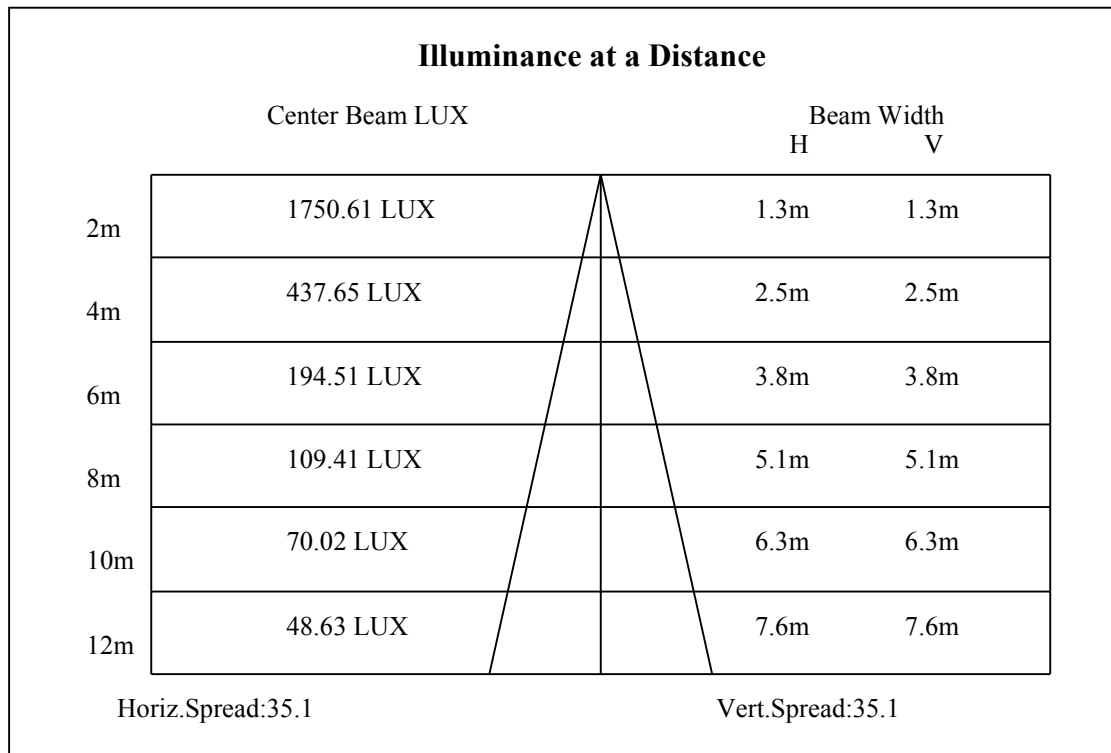 Illuminance at a Distance
Center Beam LUX Beam Width
H V
2m 1750.61 LUX 1.3m 1.3m
4m 437.65 LUX 2.5m 2.5m
6m 194.51 LUX 3.8m 3.8m
8m 109.41 LUX 5.1m 5.1m
10m 70.02 LUX 6.3m 6.3m
12m 48.63 LUX 7.6m 7.6m
Horiz.Spread:35.1 Vert.Spread:35.1